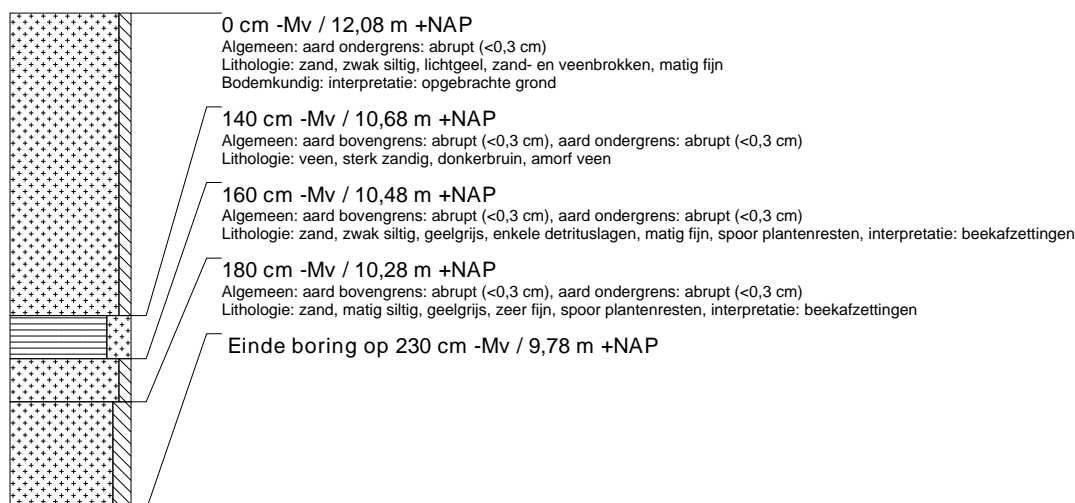 0 cm -Mv / 12,08 m +NAP
Algemeen: aard ondergrens: abrupt (<0,3 cm)
Lithologie: zand, zwak siltig, lichtgeel, zand- en veenbrokken, matig fijn
Bodemkundig: interpretatie: opgebrachte grond
140 cm -Mv / 10,68 m +NAP
Algemeen: aard bovengrens: abrupt (<0,3 cm), aard ondergrens: abrupt (<0,3 cm)
Lithologie: veen, sterk zandig, donkerbruin, amorf veen
160 cm -Mv / 10,48 m +NAP
Algemeen: aard bovengrens: abrupt (<0,3 cm), aard ondergrens: abrupt (<0,3 cm)
Lithologie: zand, zwak siltig, geelgrijs, enkele detrituslagen, matig fijn, spoor plantenresten, interpretatie: beekafzettingen
180 cm -Mv / 10,28 m +NAP
Algemeen: aard bovengrens: abrupt (<0,3 cm), aard ondergrens: abrupt (<0,3 cm)
Lithologie: zand, matig siltig, geelgrijs, zeer fijn, spoor plantenresten, interpretatie: beekafzettingen
Einde boring op 230 cm -Mv / 9,78 m +NAP